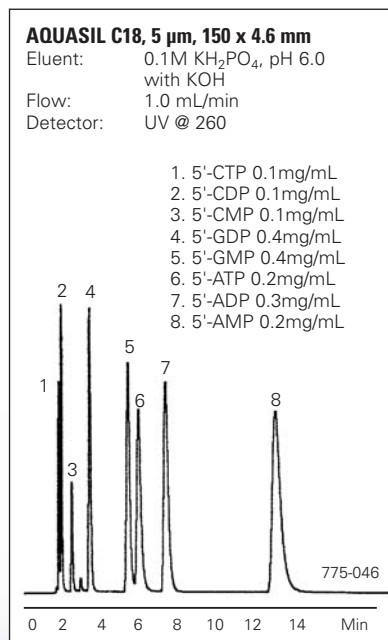 AQUASIL C18, 5 µm, 150 x 4.6 mm
Eluent: 0.1M KH₂PO₄, pH 6.0
with KOH
Flow: 1.0 mL/min
Detector: UV @ 260
1. 5'-CTP 0.1mg/mL
2. 5'-CDP 0.1mg/mL
3. 5'-CMP 0.1mg/mL
4. 5'-GDP 0.4mg/mL
5. 5'-GMP 0.4mg/mL
6. 5'-ATP 0.2mg/mL
7. 5'-ADP 0.3mg/mL
8. 5'-AMP 0.2mg/mL
2 4
5
7
1 6 8
3
775-046
0 2 4 6 8 10 12 14 Min